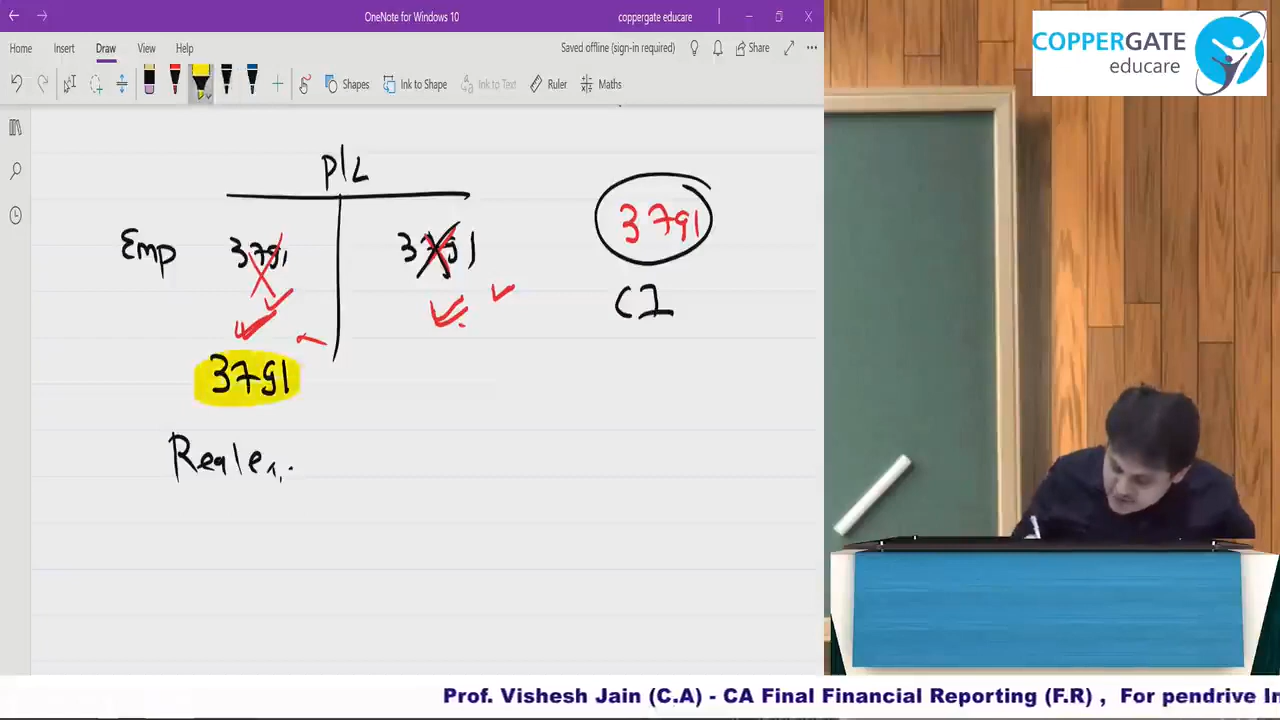 OneNote for Windows 10
coppergate educare
Home Insert Draw View Help
Saved offline (sign-in required)
Share
Shapes
Ink to Shape
Ink to Text
Ruler
Maths
COPPERGATE
educare
P/L
Emp 3791 3791
3791
CI
3791
Prof. Vishesh Jain (C.A) - CA Final Financial Reporting (F.R) , For pendrive In